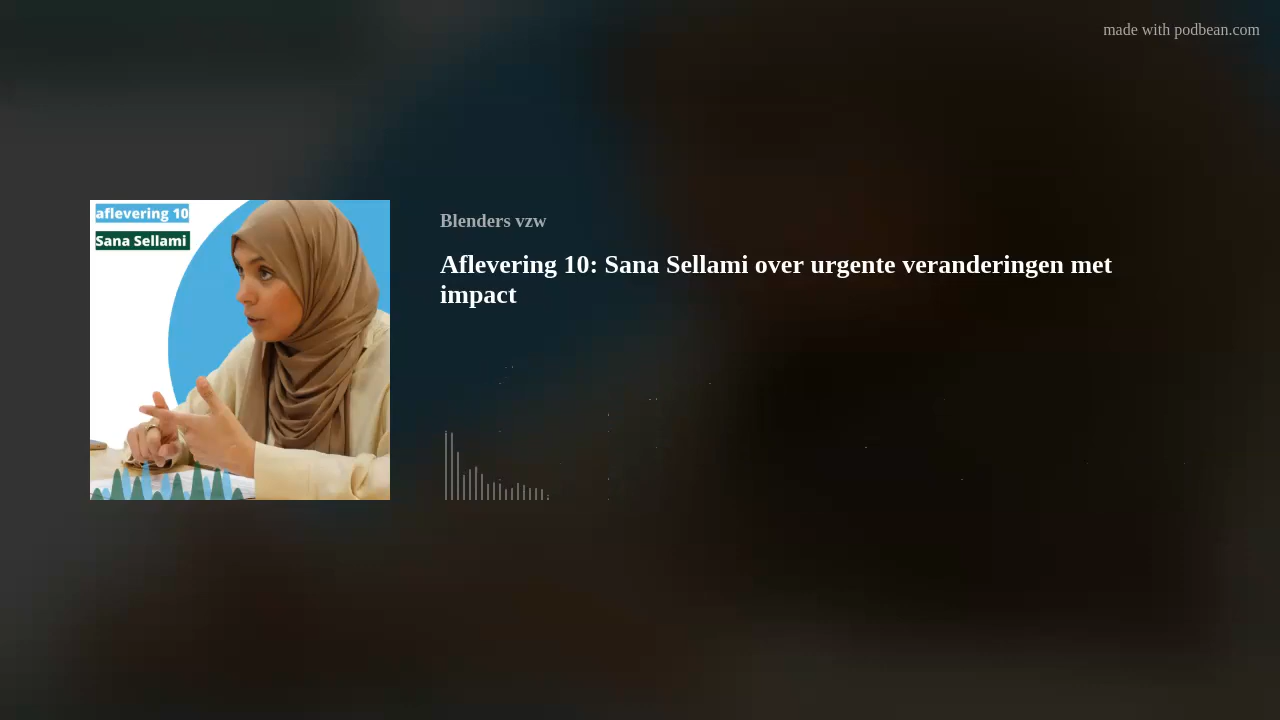 made with podbean.com
aflevering 10
Sana Sellami
Blenders vzw
Aflevering 10: Sana Sellami over urgente veranderingen met
impact